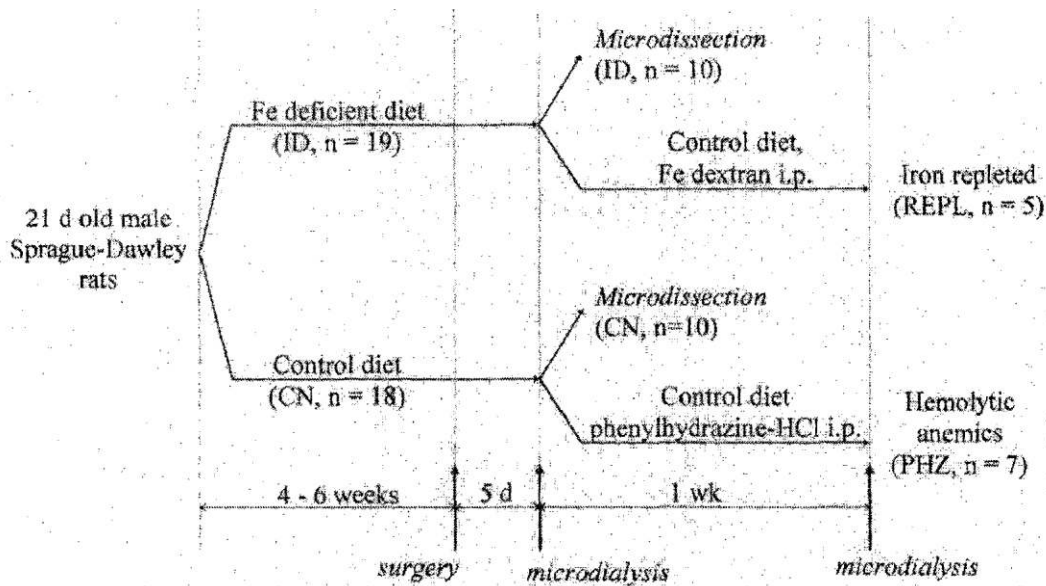 Microdissection
(ID, n = 10)
Fe deficient diet
(ID, n = 19)
Control diet,
Fe dextran i.p.
Iron repleted
(REPL, n = 5)
21 d old male
Sprague-Dawley
rats
Microdissection
(CN, n=10)
Control diet
(CN, n = 18)
Control diet
phenylhydrazine-HCl i.p.
Hemolytic
anemics
(PHZ, n = 7)
4 - 6 weeks
5 d
1 wk
surgery
microdialysis
microdialysis